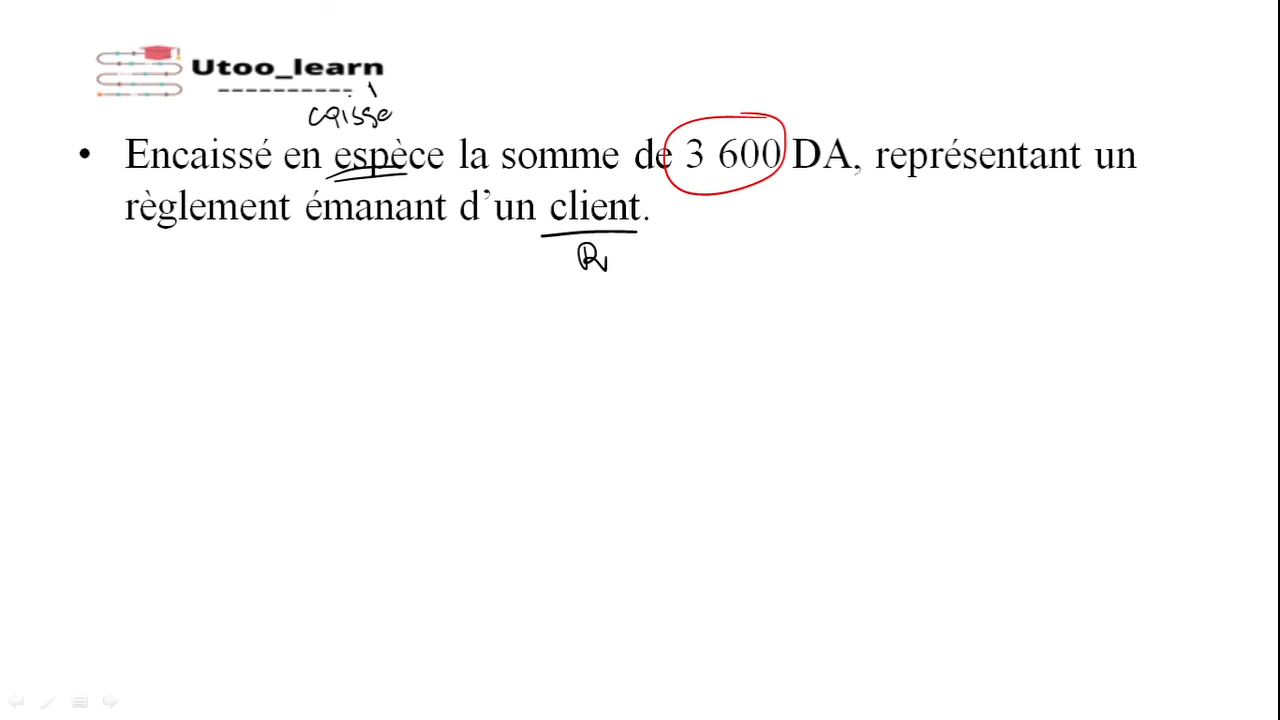 Utoo_learn
caisse
• Encaissé en espèce la somme de 3 600 DA, représentant un
règlement émanant d’un client.
R